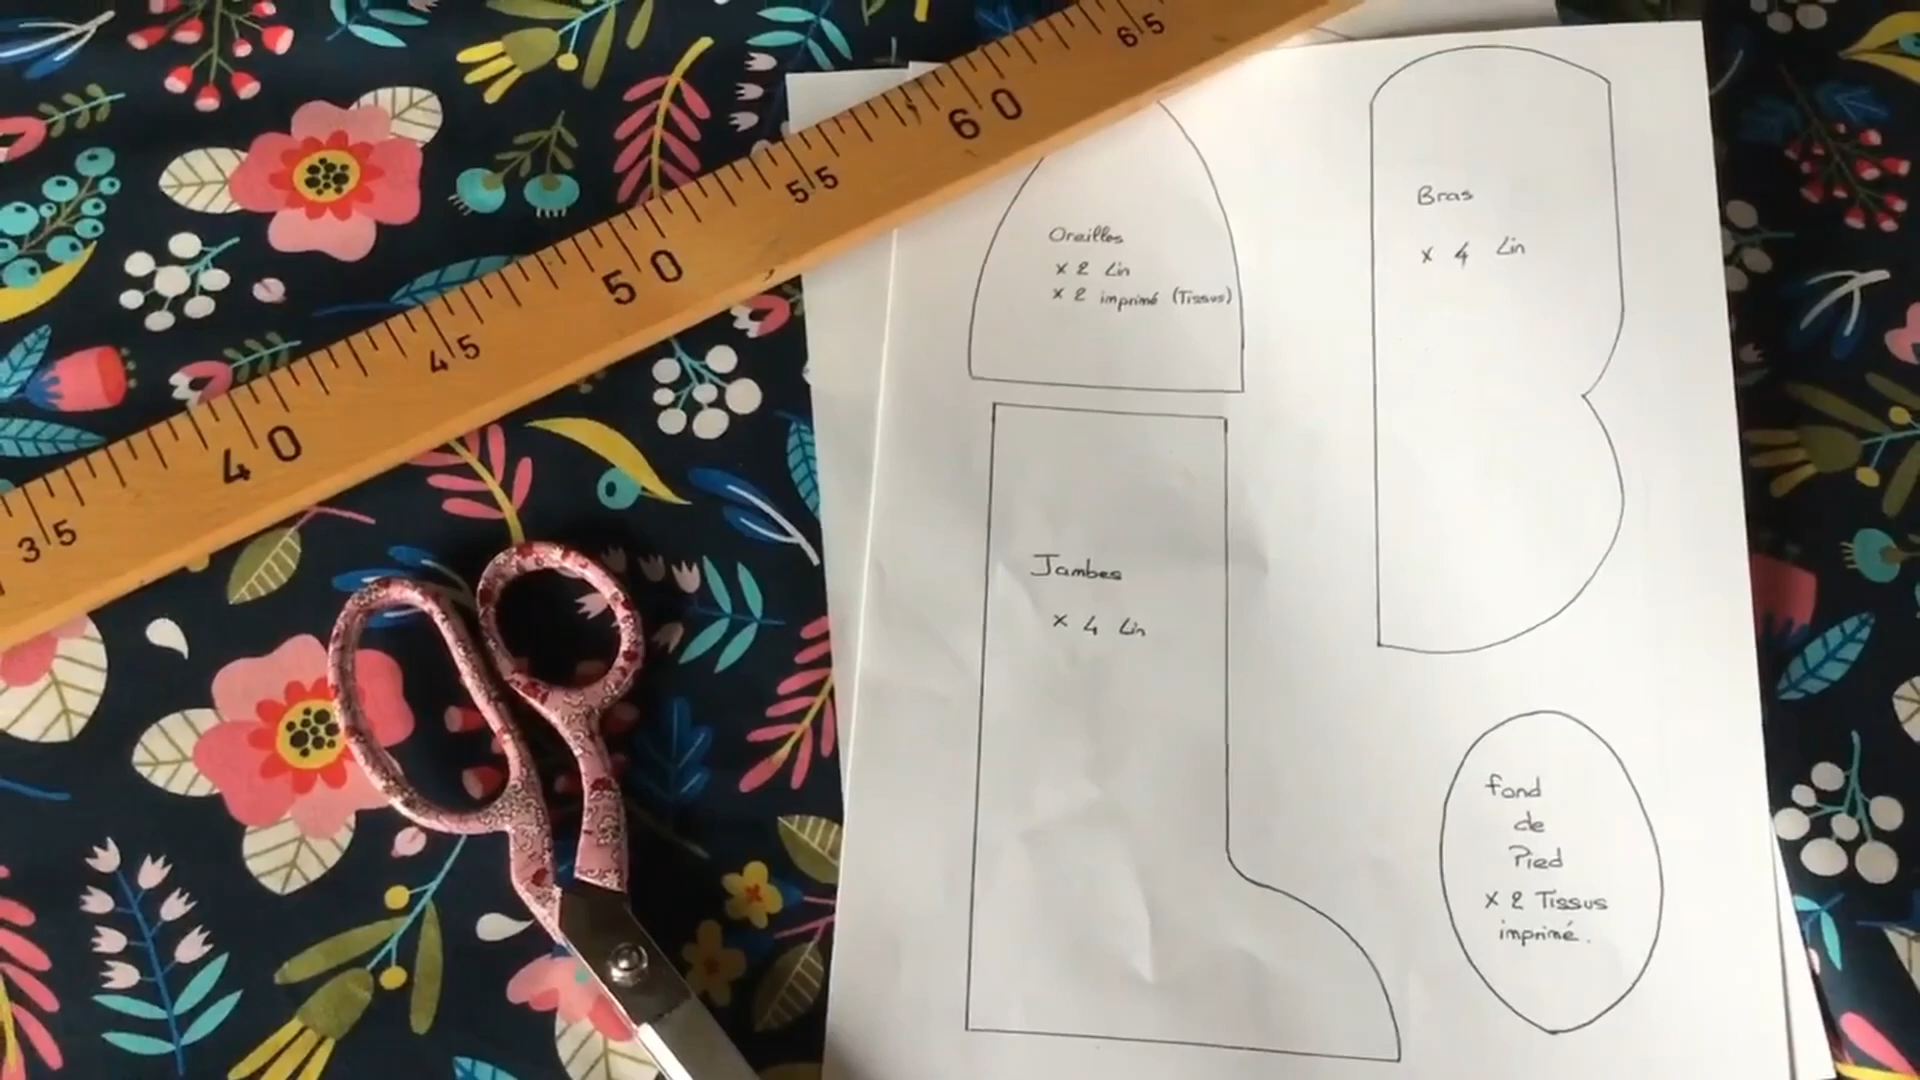 35
40
45
50
55
60
65
Oreilles
x 2 Lin
x 2 imprimé (Tissus)
Bras
x 4 Lin
Jambes
x 4 Lin
fond
de
Pied
x 2 Tissus
imprimé.